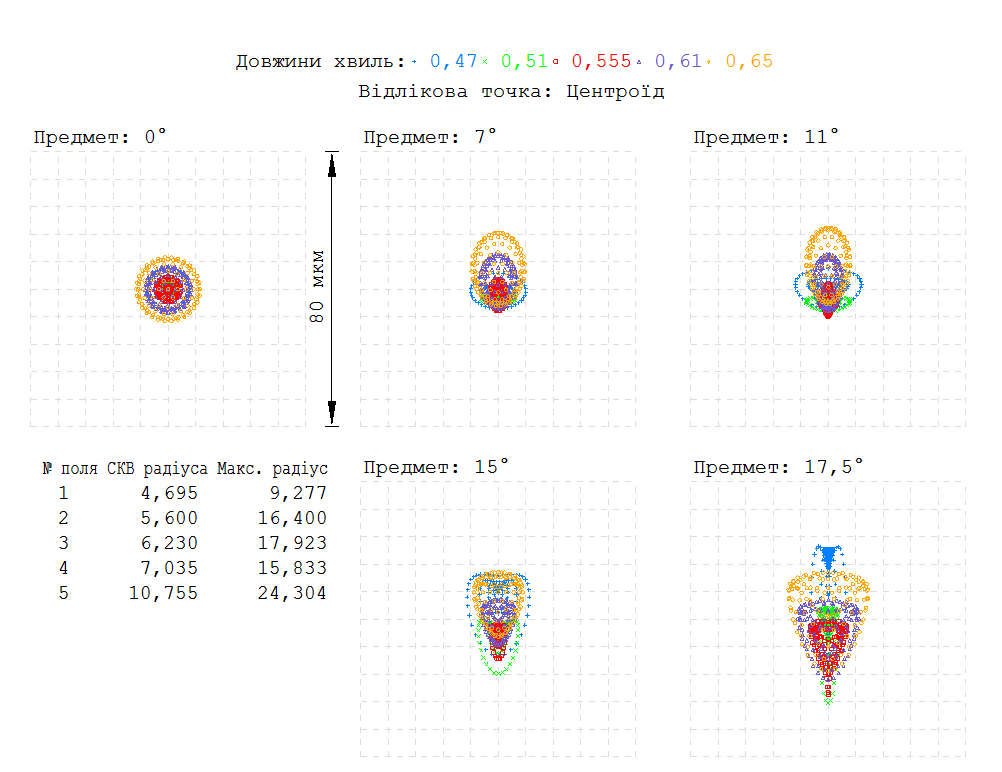 Довжини хвиль: 0,47 0,51 0,555 0,61 0,65
Відлікова точка: Центроїд
Предмет: 0°
Предмет: 7°
Предмет: 11°
80 мкм
№ поля СКВ радіуса Макс. радіус
1 4,695 9,277
2 5,600 16,400
3 6,230 17,923
4 7,035 15,833
5 10,755 24,304
Предмет: 15°
Предмет: 17,5°